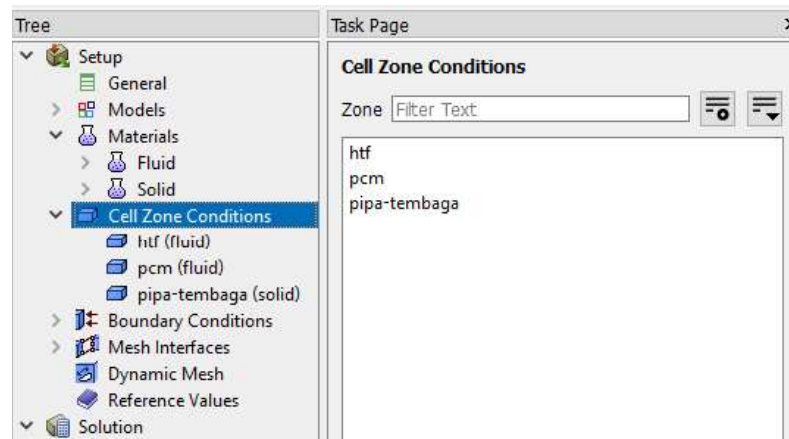 Tree
Setup
General
Models
Materials
Fluid
Solid
Cell Zone Conditions
htf (fluid)
pcm (fluid)
pipa-tembaga (solid)
Boundary Conditions
Mesh Interfaces
Dynamic Mesh
Reference Values
Solution
Task Page
Cell Zone Conditions
Zone Filter Text
htf
pcm
pipa-tembaga